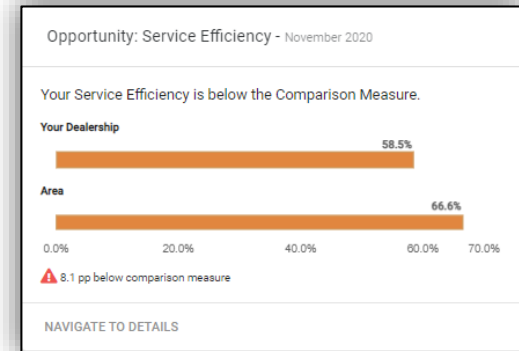 Opportunity: Service Efficiency - November 2020
Your Service Efficiency is below the Comparison Measure.
Your Dealership
58.5%
Area
66.6%
0.0% 20.0% 40.0% 60.0% 70.0%
8.1 pp below comparison measure
NAVIGATE TO DETAILS